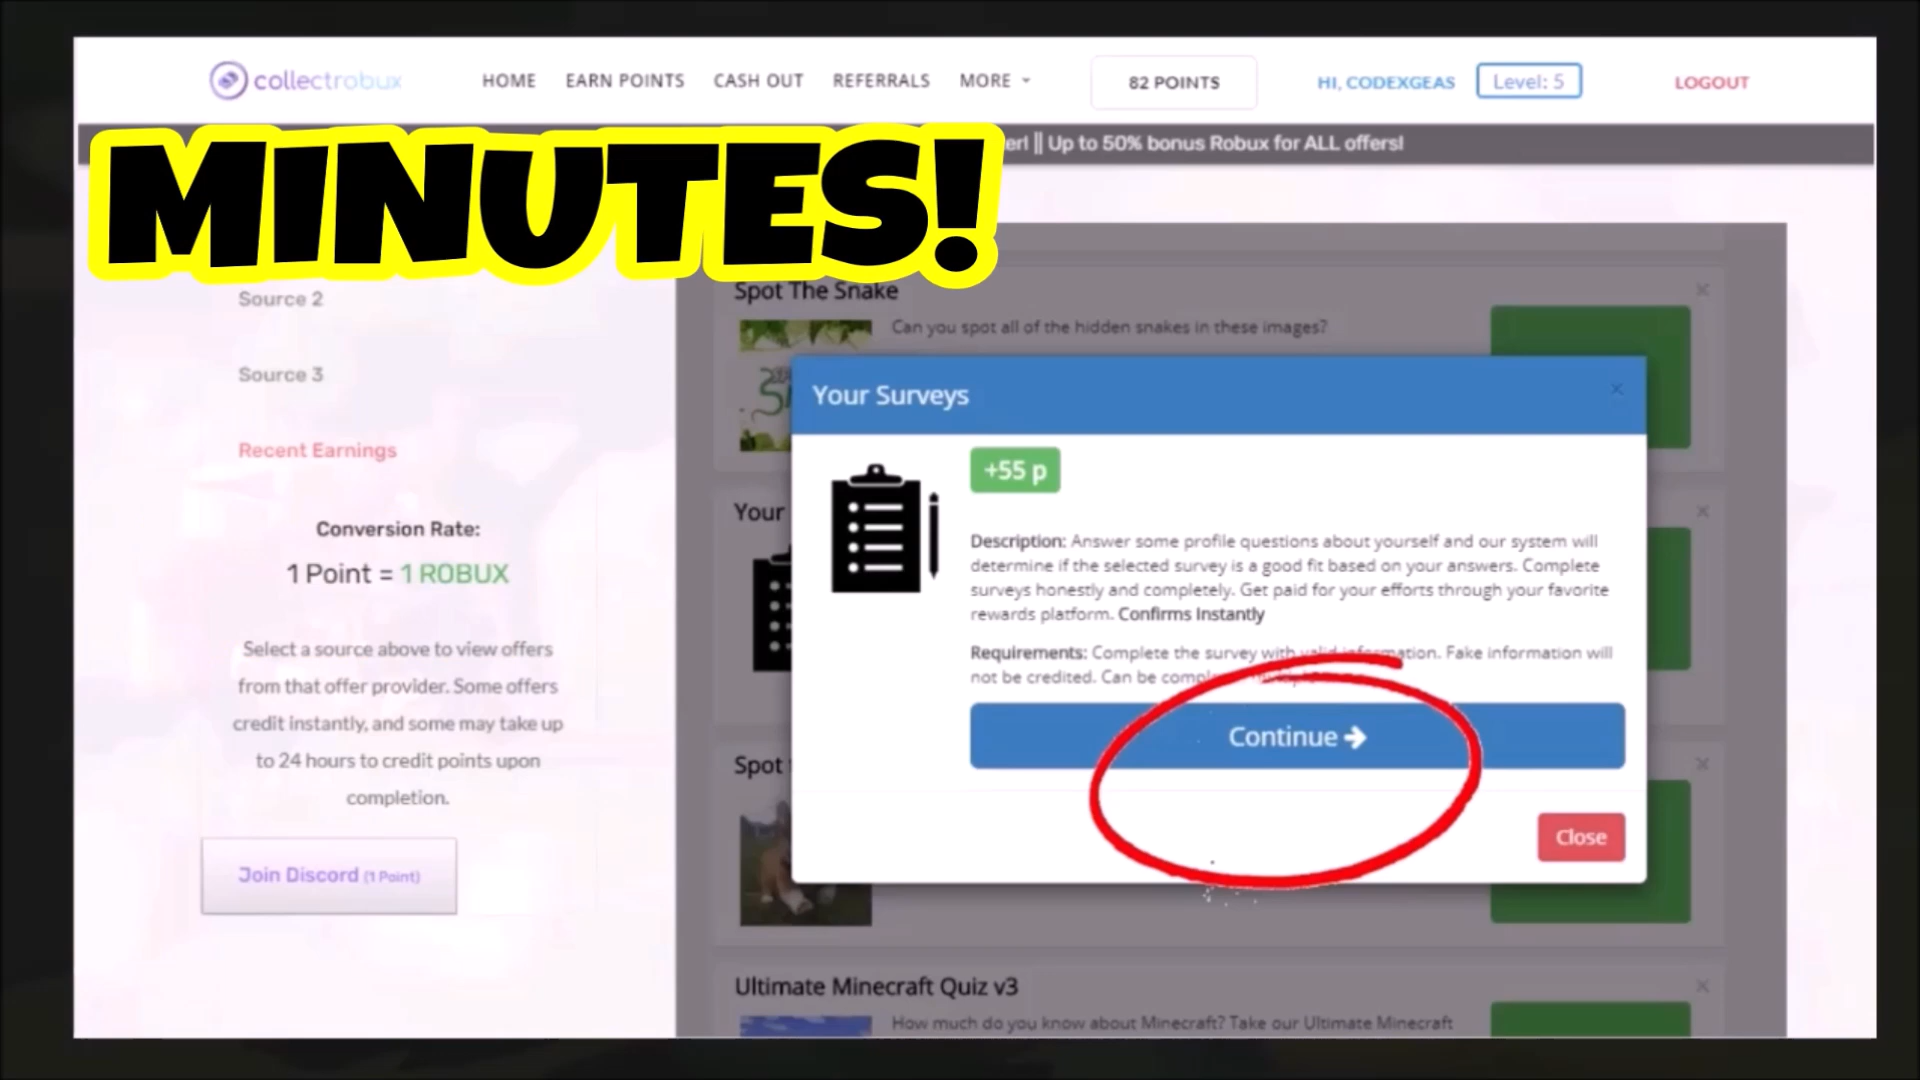 collectrobux
HOME
EARN POINTS
CASH OUT
REFERRALS
MORE
82 POINTS
HI, CODEXGEAS
Level: 5
LOGOUT
|| Up to 50% bonus Robux for ALL offers!
MINUTES!
Source 2
Source 3
Recent Earnings
Conversion Rate:
1 Point = 1 ROBUX
Select a source above to view offers
from that offer provider. Some offers
credit instantly, and some may take up
to 24 hours to credit points upon
completion.
Join Discord (1 Point)
Spot The Snake
Can you spot all of the hidden snakes in these images?
Your Surveys
+55 p
Description: Answer some profile questions about yourself and our system will
determine if the selected survey is a good fit based on your answers. Complete
surveys honestly and completely. Get paid for your efforts through your favorite
rewards platform. Confirms Instantly
Requirements: Complete the survey with valid information. Fake information will
not be credited. Can be
Continue
Close
Your
Spot
Ultimate Minecraft Quiz v3
How much do you know about Minecraft? Take our Ultimate Minecraft